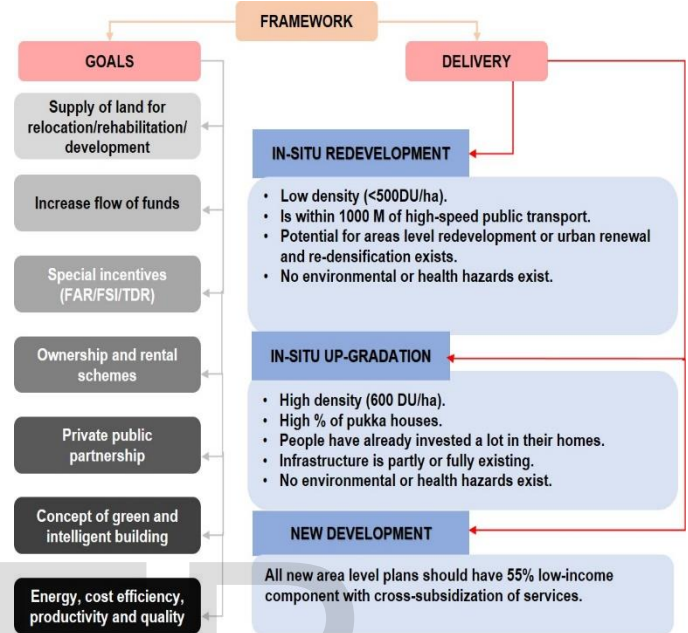 FRAMEWORK
GOALS
Supply of land for
relocation/rehabilitation/
development
Increase flow of funds
Special incentives
(FAR/FSI/TDR)
Ownership and rental
schemes
Private public
partnership
Concept of green and
intelligent building
Energy, cost efficiency,
productivity and quality
DELIVERY
IN-SITU REDEVELOPMENT
• Low density (<500DU/ha).
• Is within 1000 M of high-speed public transport.
• Potential for areas level redevelopment or urban renewal
and re-densification exists.
• No environmental or health hazards exist.
IN-SITU UP-GRADATION
• High density (600 DU/ha).
• High % of pukka houses.
• People have already invested a lot in their homes.
• Infrastructure is partly or fully existing.
• No environmental or health hazards exist.
NEW DEVELOPMENT
All new area level plans should have 55% low-income
component with cross-subsidization of services.